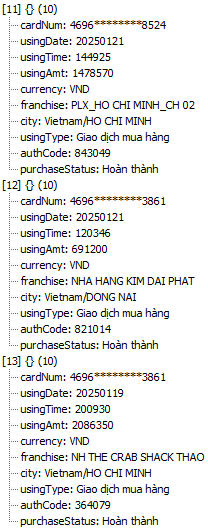 [11] {} (10)
cardNum: 4696********8524
usingDate: 20250121
usingTime: 144925
usingAmt: 1478570
currency: VND
franchise: PLX_HO CHI MINH_CH 02
city: Vietnam/HO CHI MINH
usingType: Giao dịch mua hàng
authCode: 843049
purchaseStatus: Hoàn thành
[12] {} (10)
cardNum: 4696********3861
usingDate: 20250121
usingTime: 120346
usingAmt: 691200
currency: VND
franchise: NHA HANG KIM DAI PHAT
city: Vietnam/DONG NAI
usingType: Giao dịch mua hàng
authCode: 821014
purchaseStatus: Hoàn thành
[13] {} (10)
cardNum: 4696********3861
usingDate: 20250119
usingTime: 200930
usingAmt: 2086350
currency: VND
franchise: NH THE CRAB SHACK THAO
city: Vietnam/HO CHI MINH
usingType: Giao dịch mua hàng
authCode: 364079
purchaseStatus: Hoàn thành